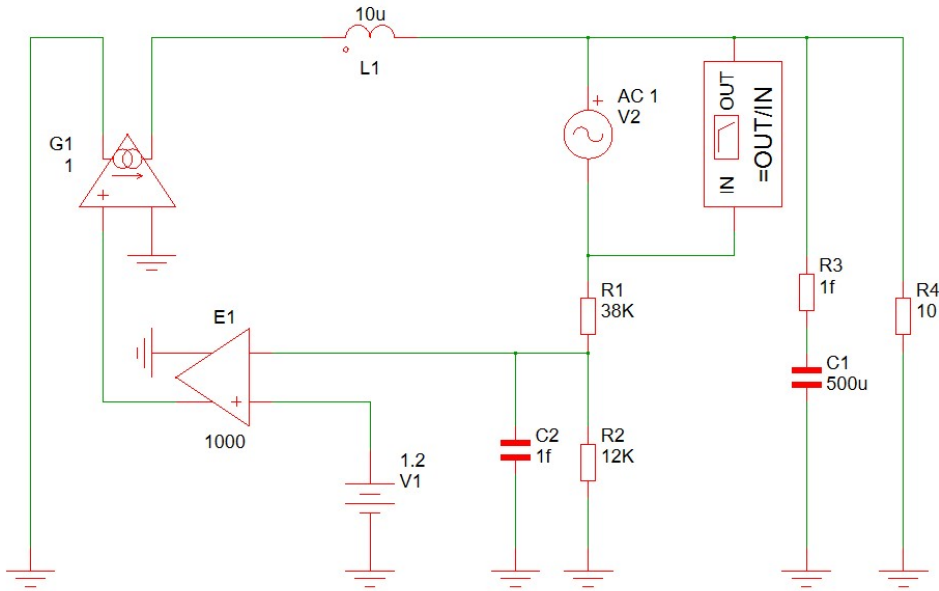 10u
L1
AC 1
V2
OUT
IN
=OUT/IN
G1
1
+
+
R1
38K
R3
1f
R4
10
E1
+
1000
C1
500u
C2
1f
R2
12K
1.2
V1